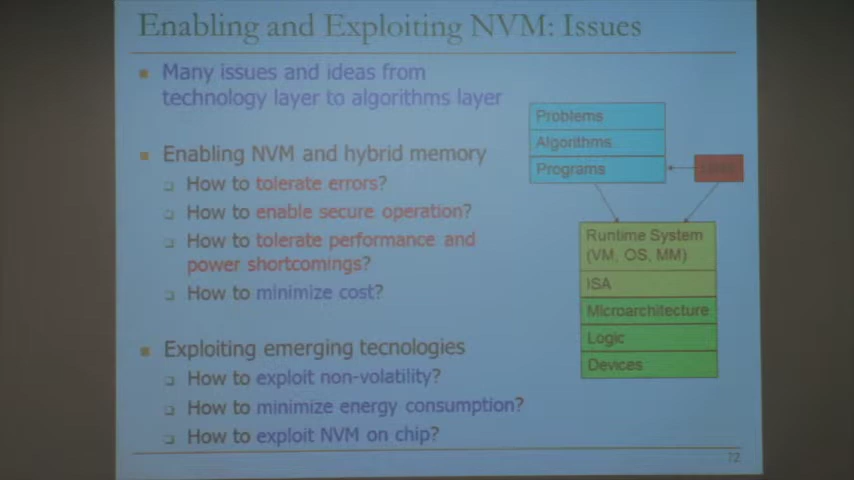 Enabling and Exploiting NVM: Issues
Many issues and ideas from
technology layer to algorithms layer
Enabling NVM and hybrid memory
How to tolerate errors?
How to enable secure operation?
How to tolerate performance and
power shortcomings?
How to minimize cost?
Exploiting emerging tecnologies
How to exploit non-volatility?
How to minimize energy consumption?
How to exploit NVM on chip?
Problems
Algorithms
Programs
Runtime System
(VM, OS, MM)
ISA
Microarchitecture
Logic
Devices
72